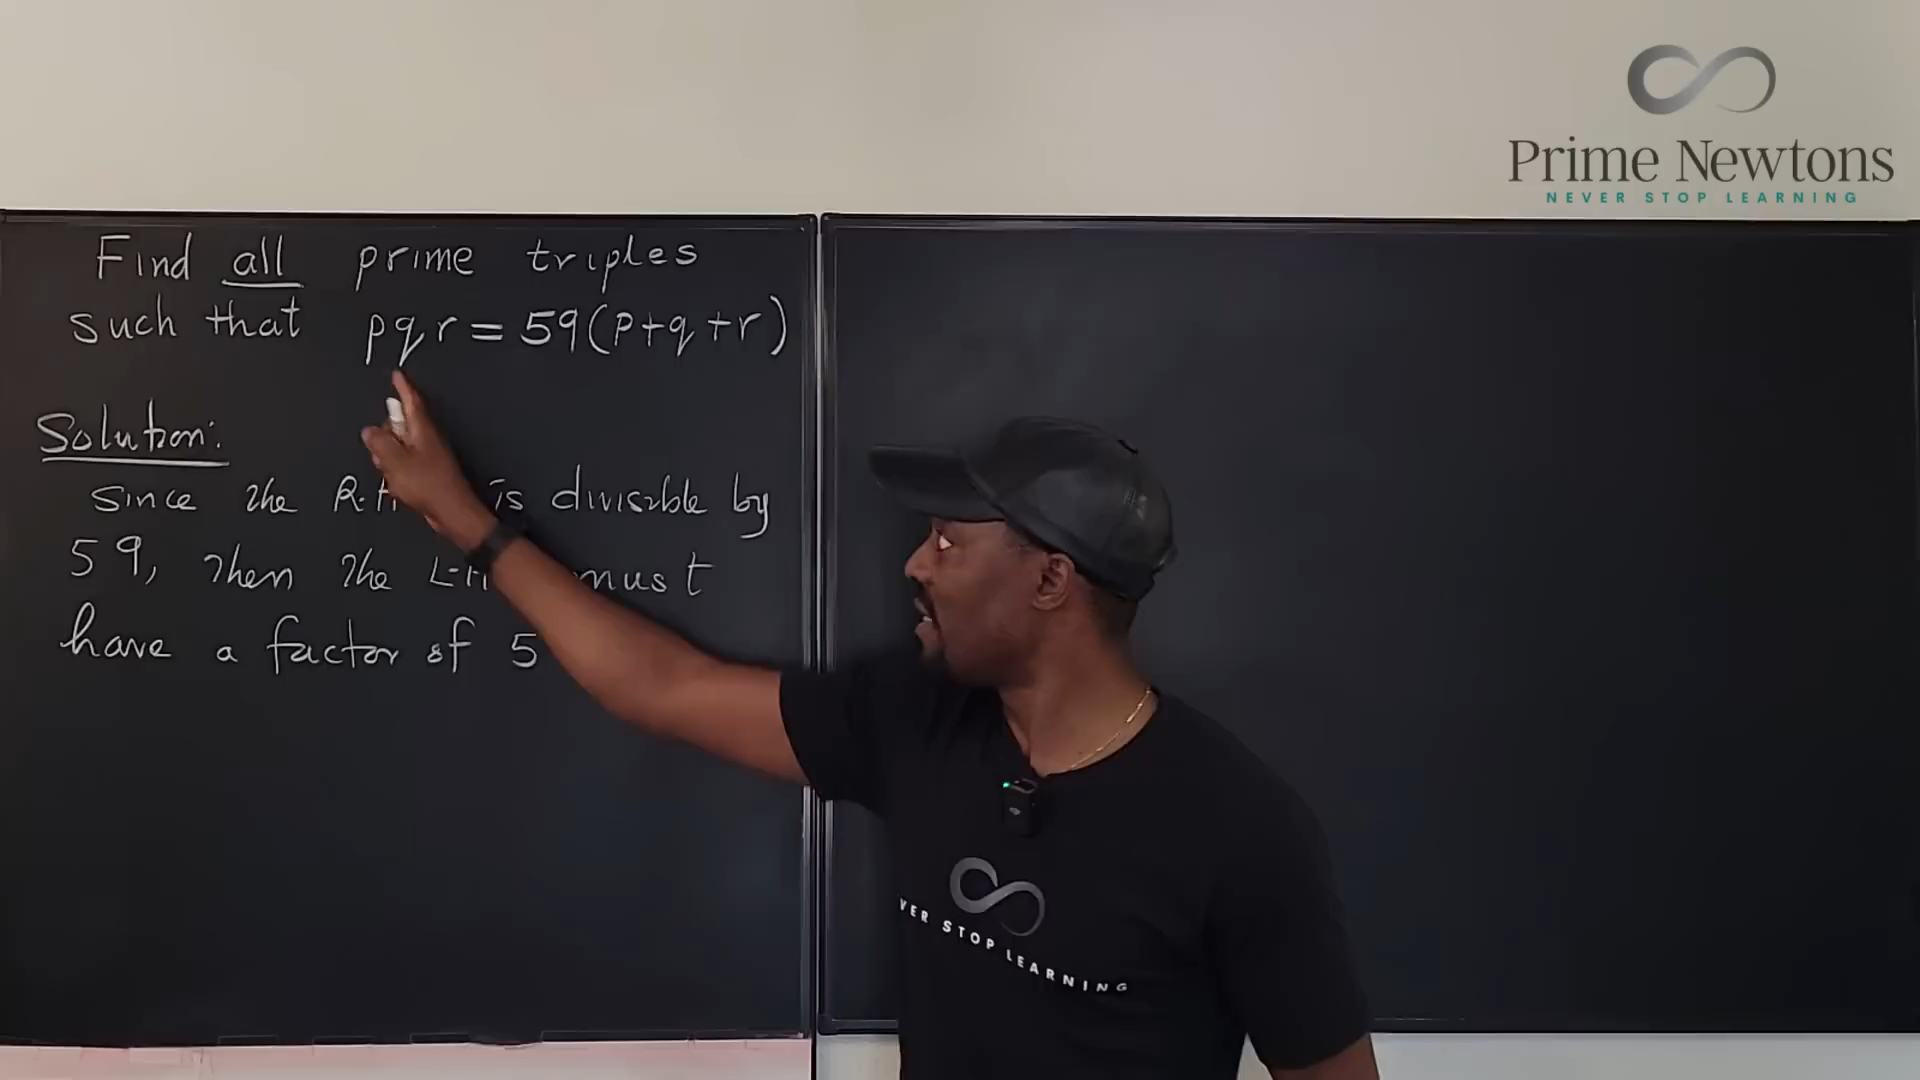 Prime Newtons
NEVER STOP LEARNING
Find all prime triples
such that pqr = 59(p+q+r)
Solution:
Since the R.H is divisible by
59, then the L.H must
have a factor of 5
VER STOP LEARNING